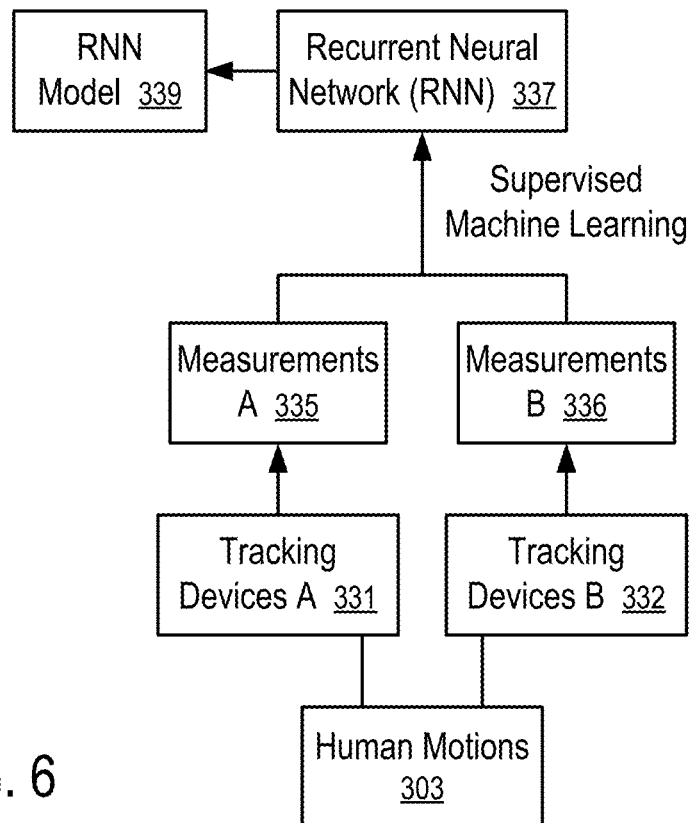 RNN
Model 339
Recurrent Neural
Network (RNN) 337
Supervised
Machine Learning
Measurements
A 335
Measurements
B 336
Tracking
Devices A 331
Tracking
Devices B 332
Human Motions
303
. 6